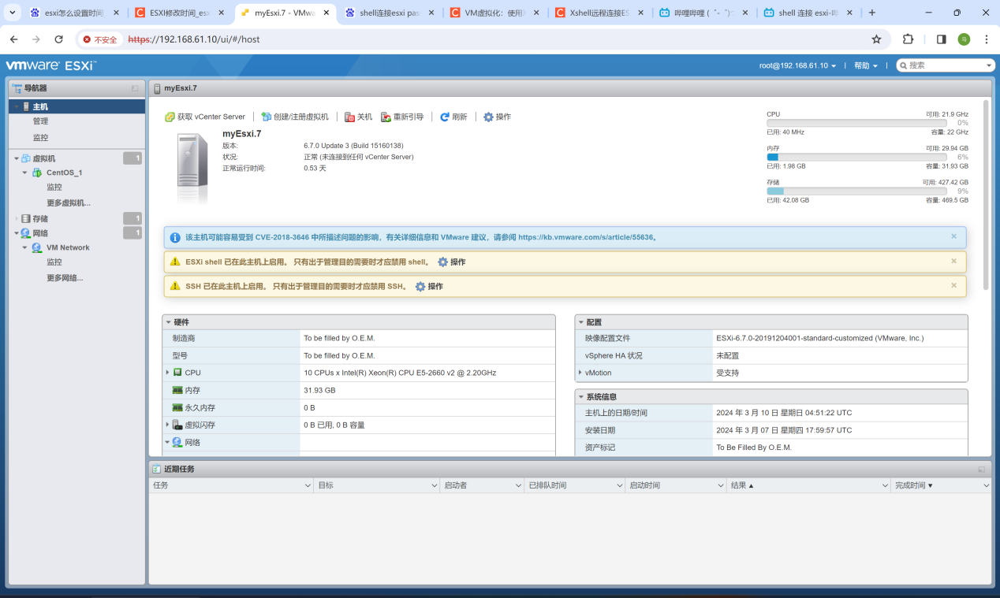 esxi怎么设置时间
ESXI修改时间_esx
myEsxi.7 - VMwa
shell连接esxi pas
VM虚拟化：使用X
Xshell远程连接ES
哔哩哔哩 (゜-゜)つ
shell 连接 esxi-哔
不安全 https://192.168.61.10/ui/#/host
vmware ESXi™
root@192.168.61.10
帮助
搜索
导航器
主机
管理
监控
虚拟机 1
CentOS_1
监控
更多虚拟机...
存储 1
网络 1
VM Network
监控
更多网络...
myEsxi.7
获取 vCenter Server 创建/注册虚拟机 关机 重新引导 刷新 操作
myEsxi.7
版本: 6.7.0 Update 3 (Build 15160138)
状况: 正常 (未连接到任何 vCenter Server)
正常运行时间: 0.53 天
CPU 可用: 21.9 GHz
0%
已用: 40 MHz 容量: 22 GHz
内存 可用: 29.94 GB
6%
已用: 1.98 GB 容量: 31.93 GB
存储 可用: 427.42 GB
9%
已用: 42.08 GB 容量: 469.5 GB
该主机可能容易受到 CVE-2018-3646 中所描述问题的影响，有关详细信息和 VMware 建议，请参阅 https://kb.vmware.com/s/article/55636。
ESXi shell 已在此主机上启用。 只有出于管理目的需要时才应禁用 shell。 操作
SSH 已在此主机上启用。 只有出于管理目的需要时才应禁用 SSH。 操作
硬件
制造商 To be filled by O.E.M.
型号 To be filled by O.E.M.
CPU 10 CPUs x Intel(R) Xeon(R) CPU E5-2660 v2 @ 2.20GHz
内存 31.93 GB
永久内存 0 B
虚拟闪存 0 B 已用, 0 B 容量
网络
配置
映像配置文件 ESXi-6.7.0-20191204001-standard-customized (VMware, Inc.)
vSphere HA 状况 未配置
vMotion 受支持
系统信息
主机上的日期/时间 2024 年 3 月 10 日 星期日 04:51:22 UTC
安装日期 2024 年 3 月 07 日 星期四 17:59:57 UTC
资产标记 To Be Filled By O.E.M.
近期任务
任务 目标 启动者 已排队时间 启动时间 结果 ▲ 完成时间 ▼